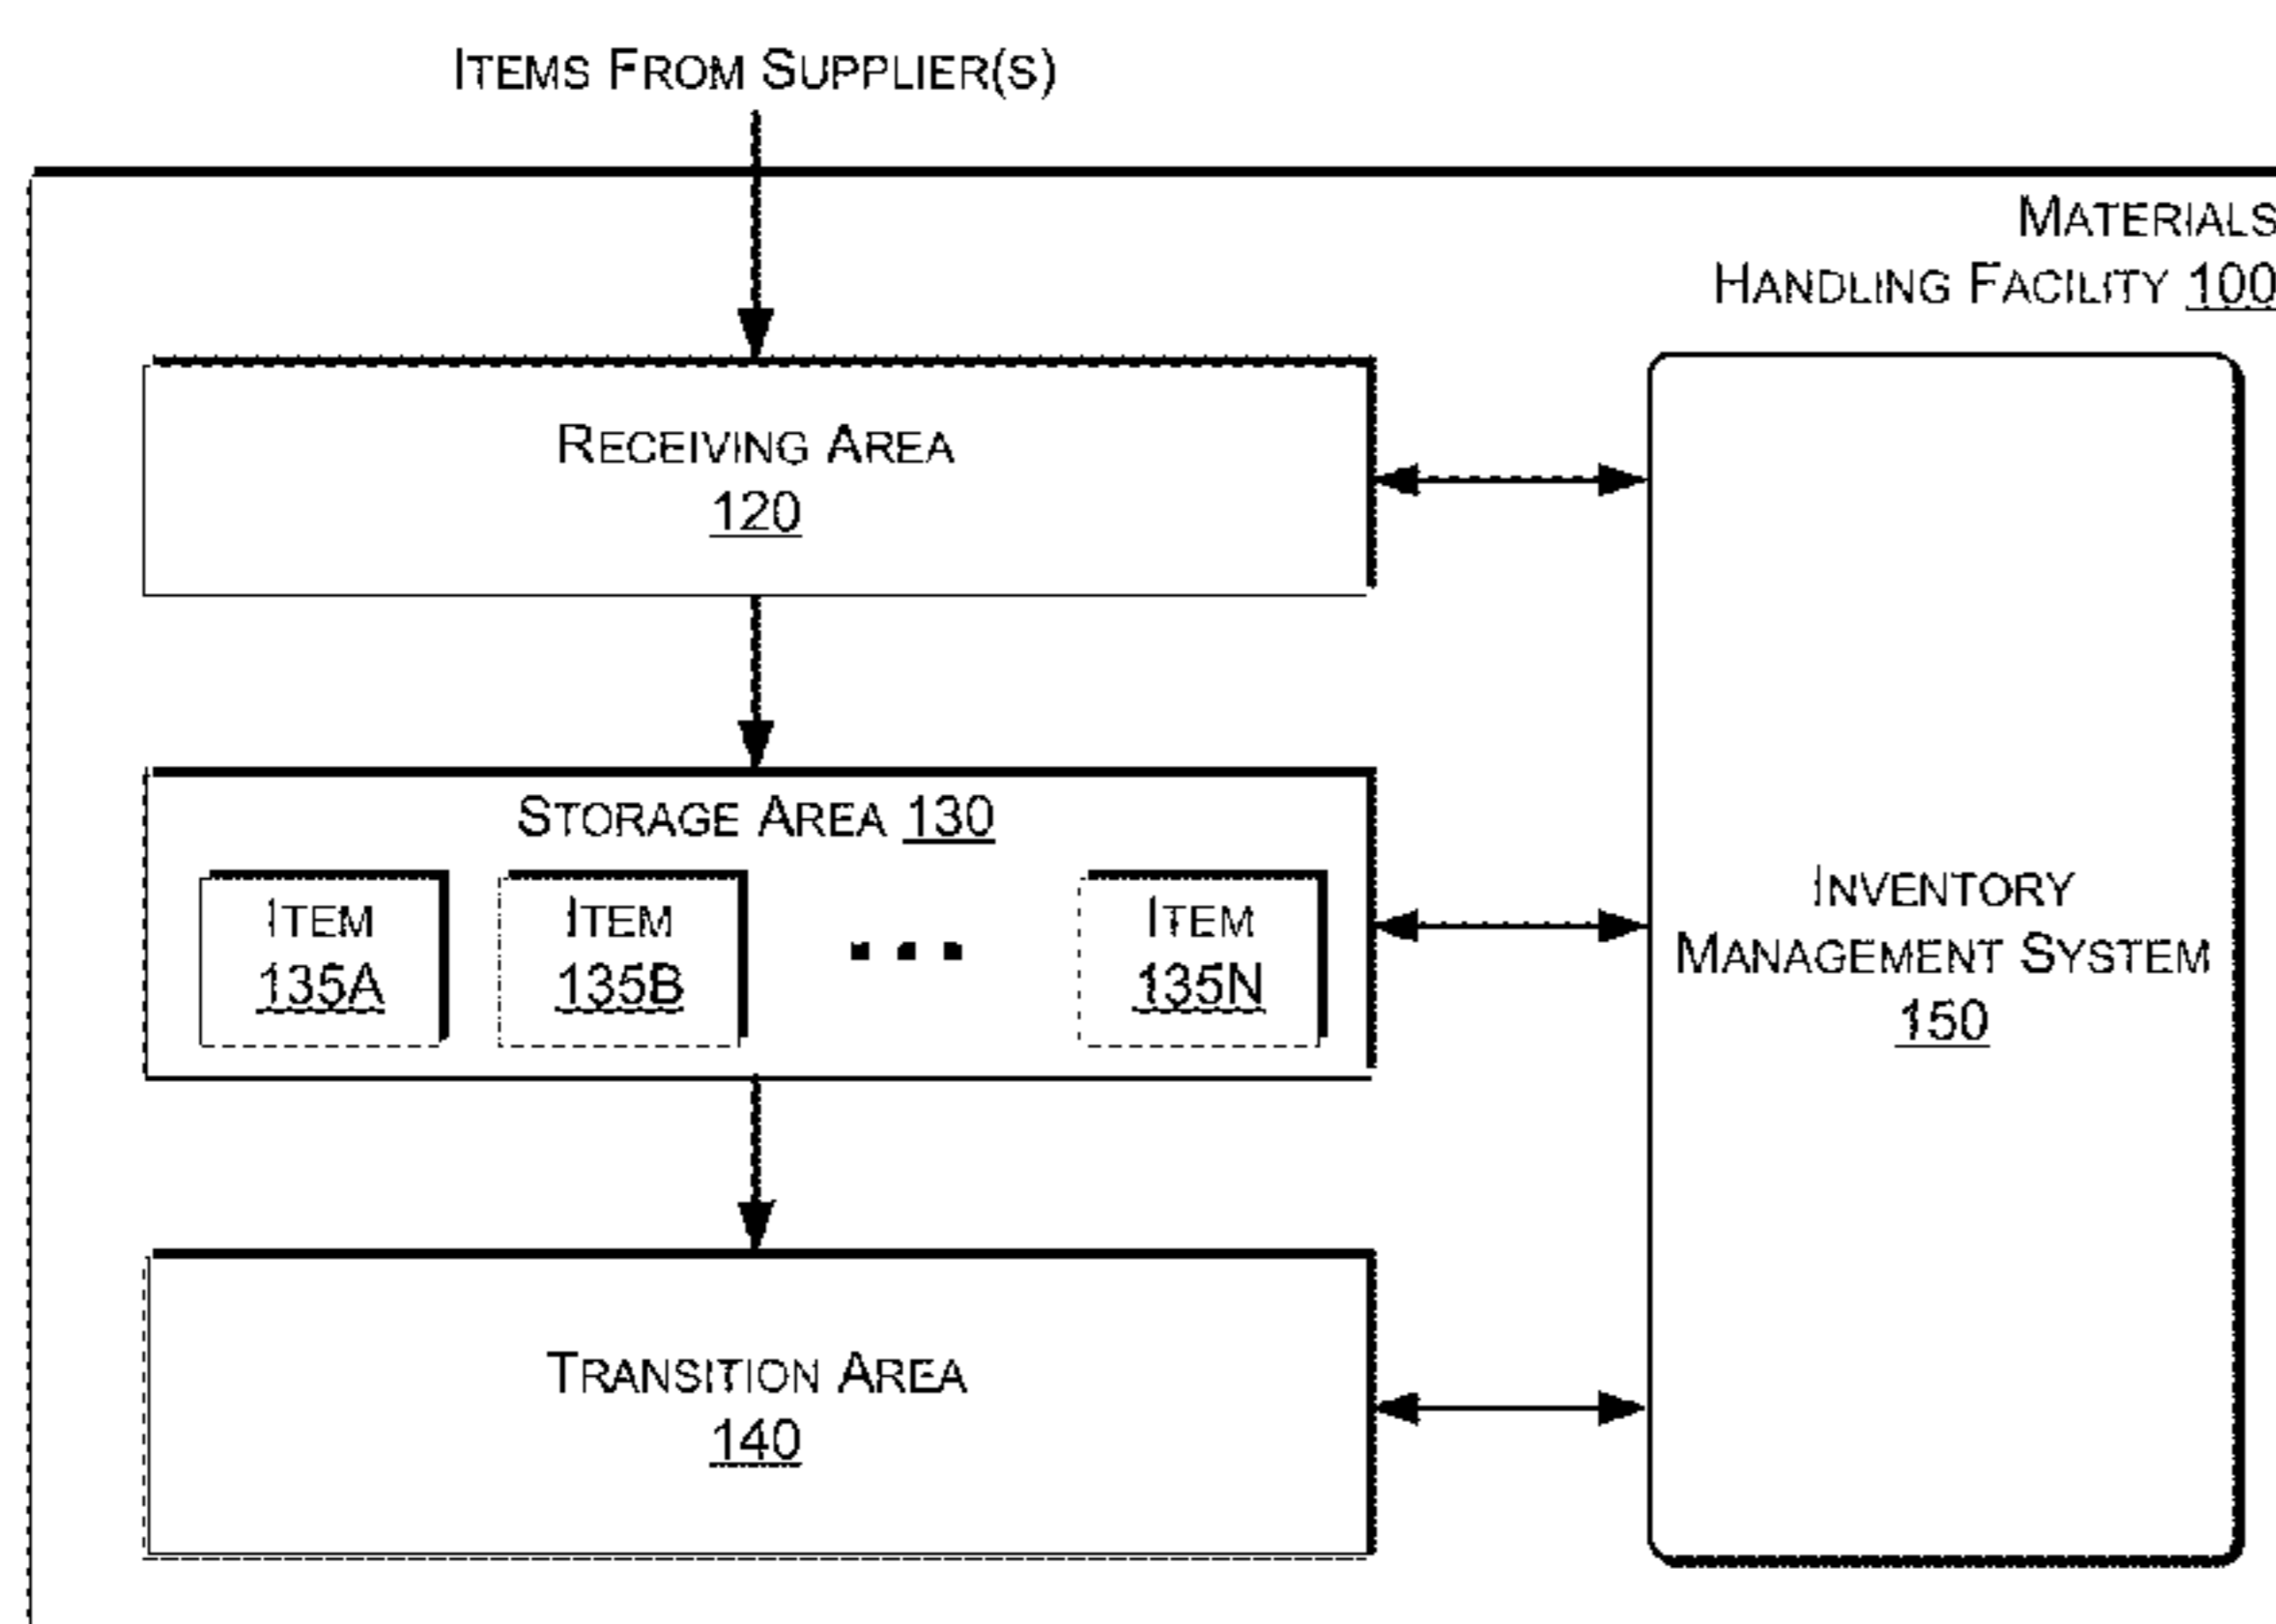 ITEMS FROM SUPPLIER(S)
MATERIALS
HANDLING FACILITY 100
RECEIVING AREA
120
STORAGE AREA 130
ITEM
135A
ITEM
135B
...
ITEM
135N
INVENTORY
MANAGEMENT SYSTEM
150
TRANSITION AREA
140